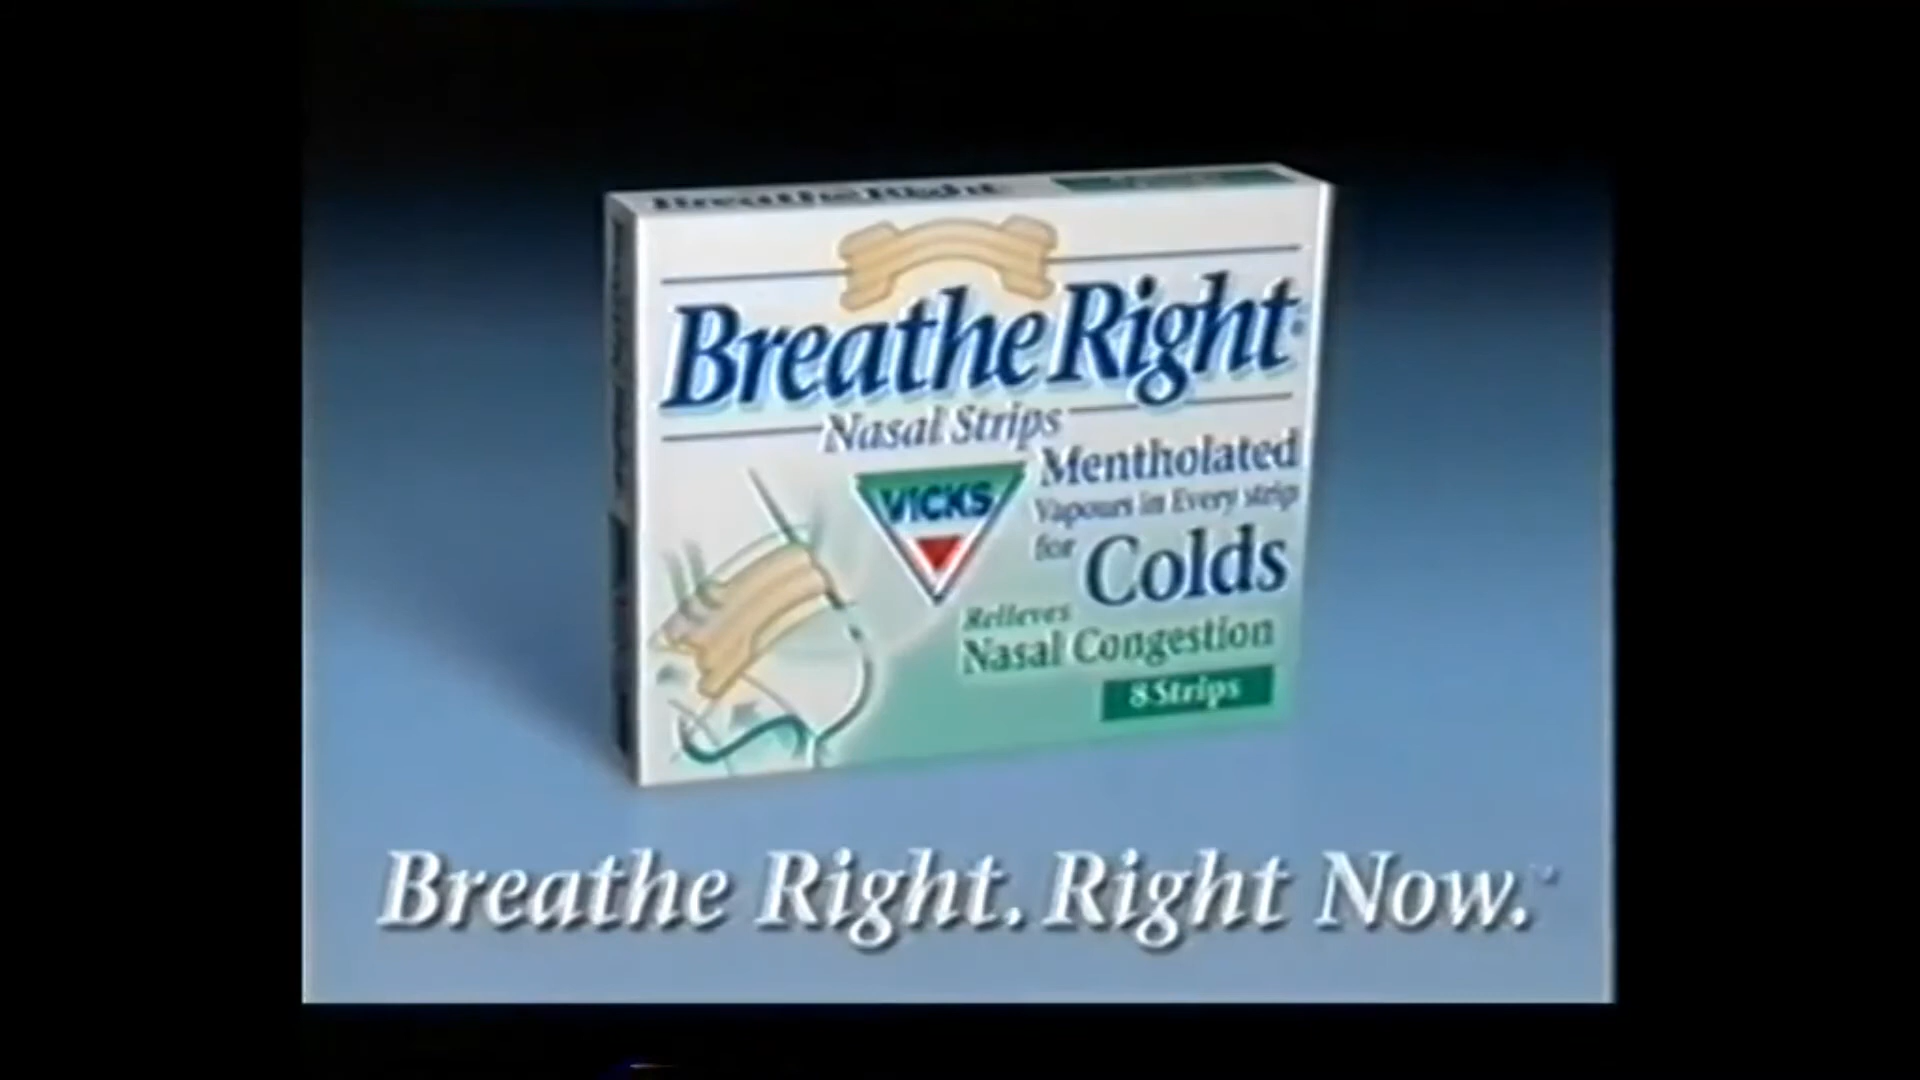 Breathe Right
Breathe Right®
Nasal Strips
VICKS
Mentholated
Vapours in Every strip
for Colds
Relieves
Nasal Congestion
8 Strips
Breathe Right. Right Now.™